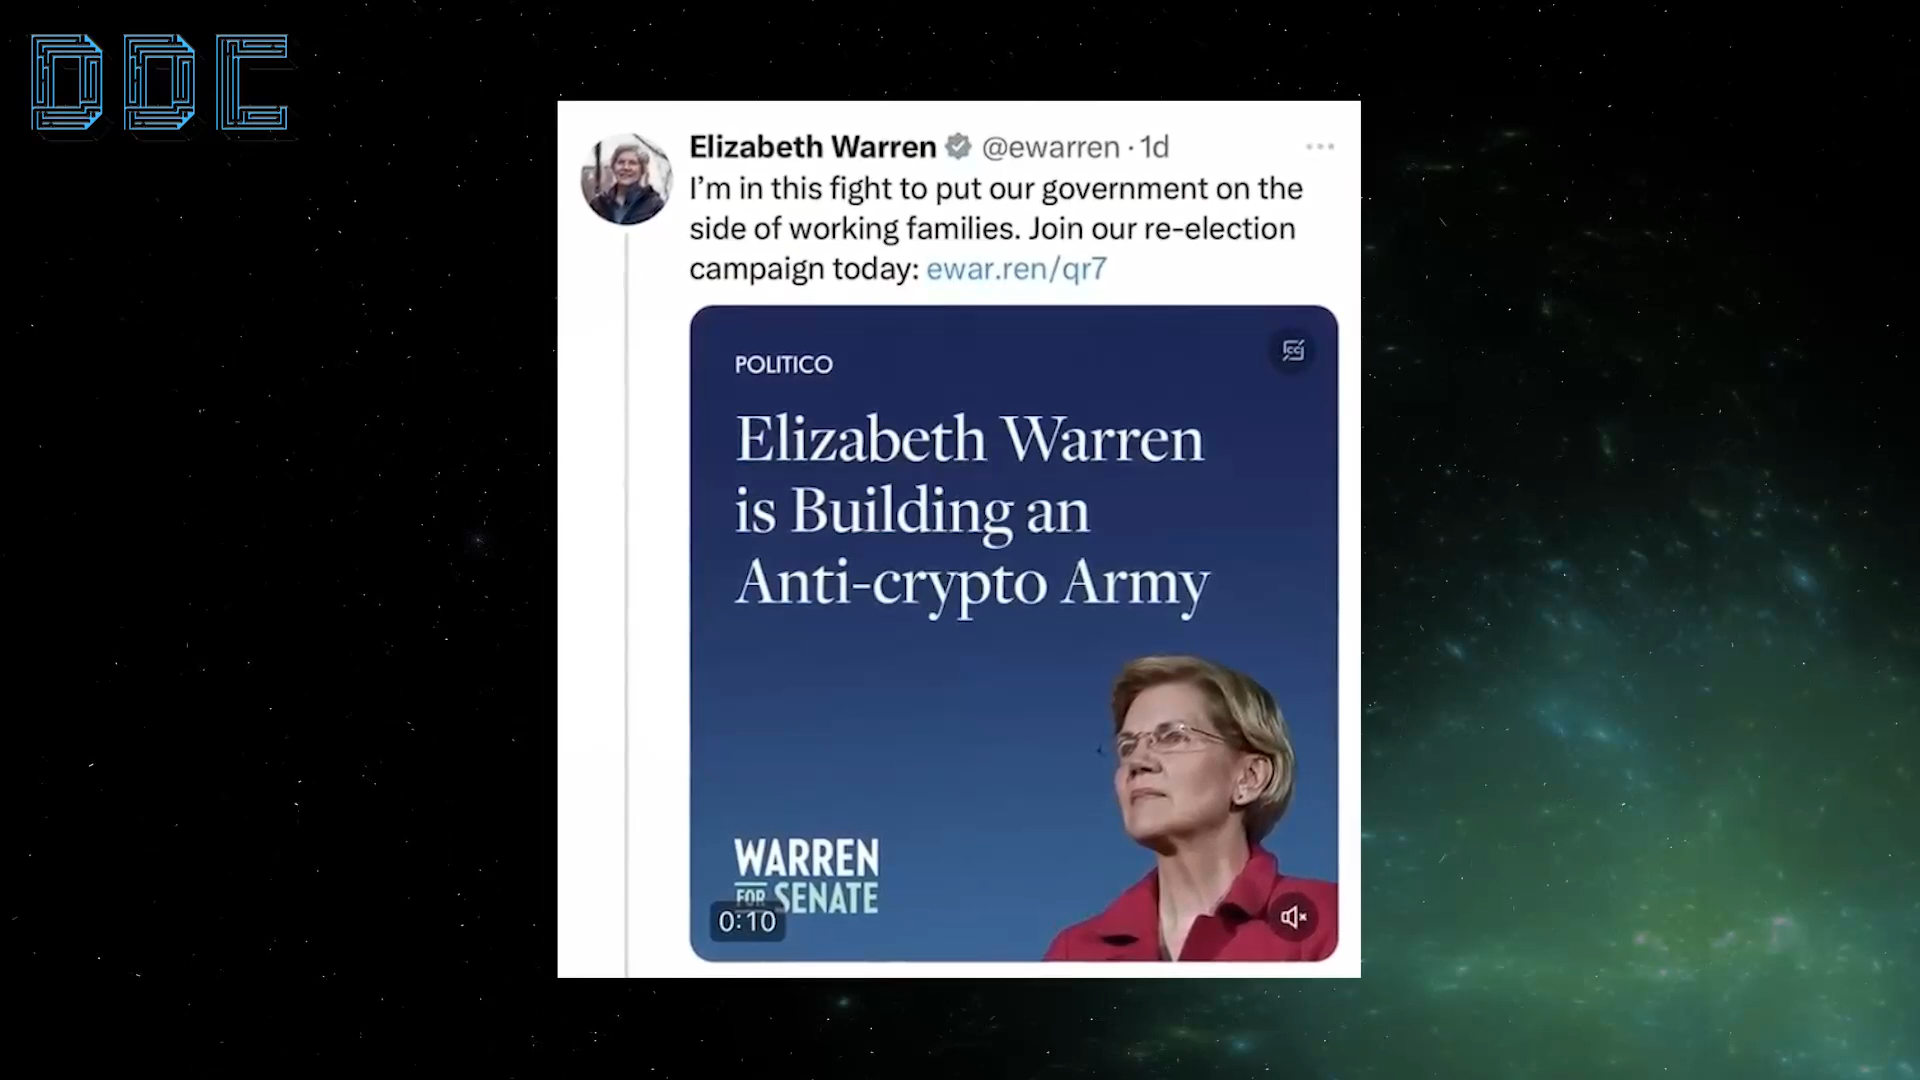 DDC
Elizabeth Warren @ewarren · 1d
I'm in this fight to put our government on the
side of working families. Join our re-election
campaign today: ewar.ren/qr7
POLITICO
CC
Elizabeth Warren
is Building an
Anti-crypto Army
WARREN
FOR SENATE
0:10